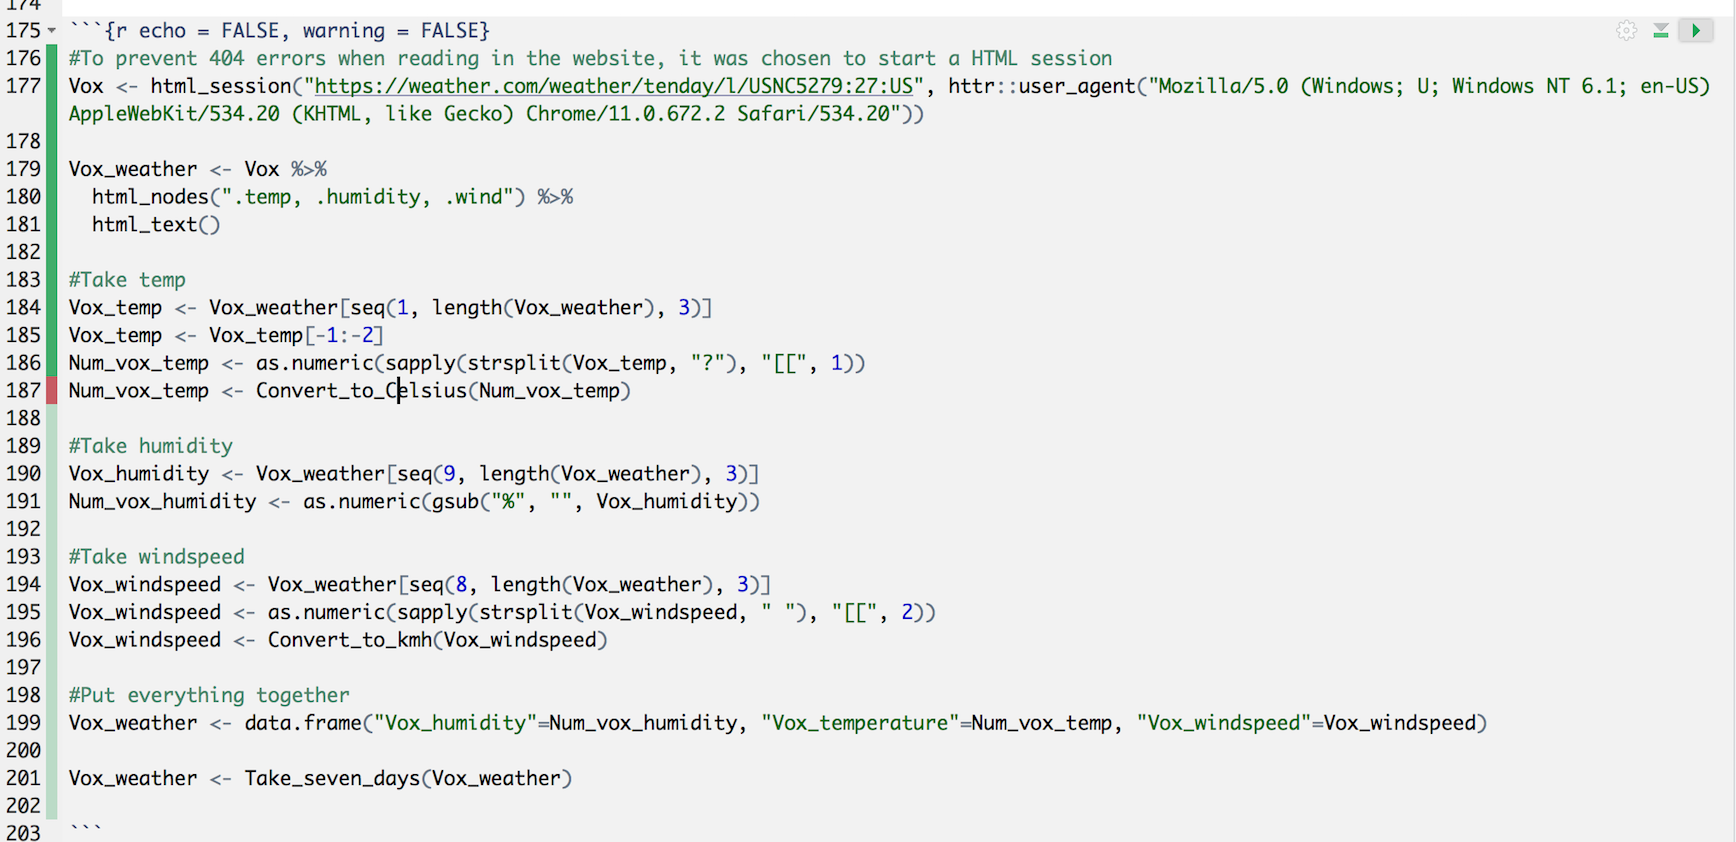 174
175 ```{r echo = FALSE, warning = FALSE}
176 #To prevent 404 errors when reading in the website, it was chosen to start a HTML session
177 Vox <- html_session("https://weather.com/weather/tenday/l/USNC5279:27:US", httr::user_agent("Mozilla/5.0 (Windows; U; Windows NT 6.1; en-US)
AppleWebKit/534.20 (KHTML, like Gecko) Chrome/11.0.672.2 Safari/534.20"))
178
179 Vox_weather <- Vox %>%
180   html_nodes(".temp, .humidity, .wind") %>%
181   html_text()
182
183 #Take temp
184 Vox_temp <- Vox_weather[seq(1, length(Vox_weather), 3)]
185 Vox_temp <- Vox_temp[-1:-2]
186 Num_vox_temp <- as.numeric(sapply(strsplit(Vox_temp, "?"), "[[", 1))
187 Num_vox_temp <- Convert_to_Celsius(Num_vox_temp)
188
189 #Take humidity
190 Vox_humidity <- Vox_weather[seq(9, length(Vox_weather), 3)]
191 Num_vox_humidity <- as.numeric(gsub("%", "", Vox_humidity))
192
193 #Take windspeed
194 Vox_windspeed <- Vox_weather[seq(8, length(Vox_weather), 3)]
195 Vox_windspeed <- as.numeric(sapply(strsplit(Vox_windspeed, " "), "[[", 2))
196 Vox_windspeed <- Convert_to_kmh(Vox_windspeed)
197
198 #Put everything together
199 Vox_weather <- data.frame("Vox_humidity"=Num_vox_humidity, "Vox_temperature"=Num_vox_temp, "Vox_windspeed"=Vox_windspeed)
200
201 Vox_weather <- Take_seven_days(Vox_weather)
202
203 ```